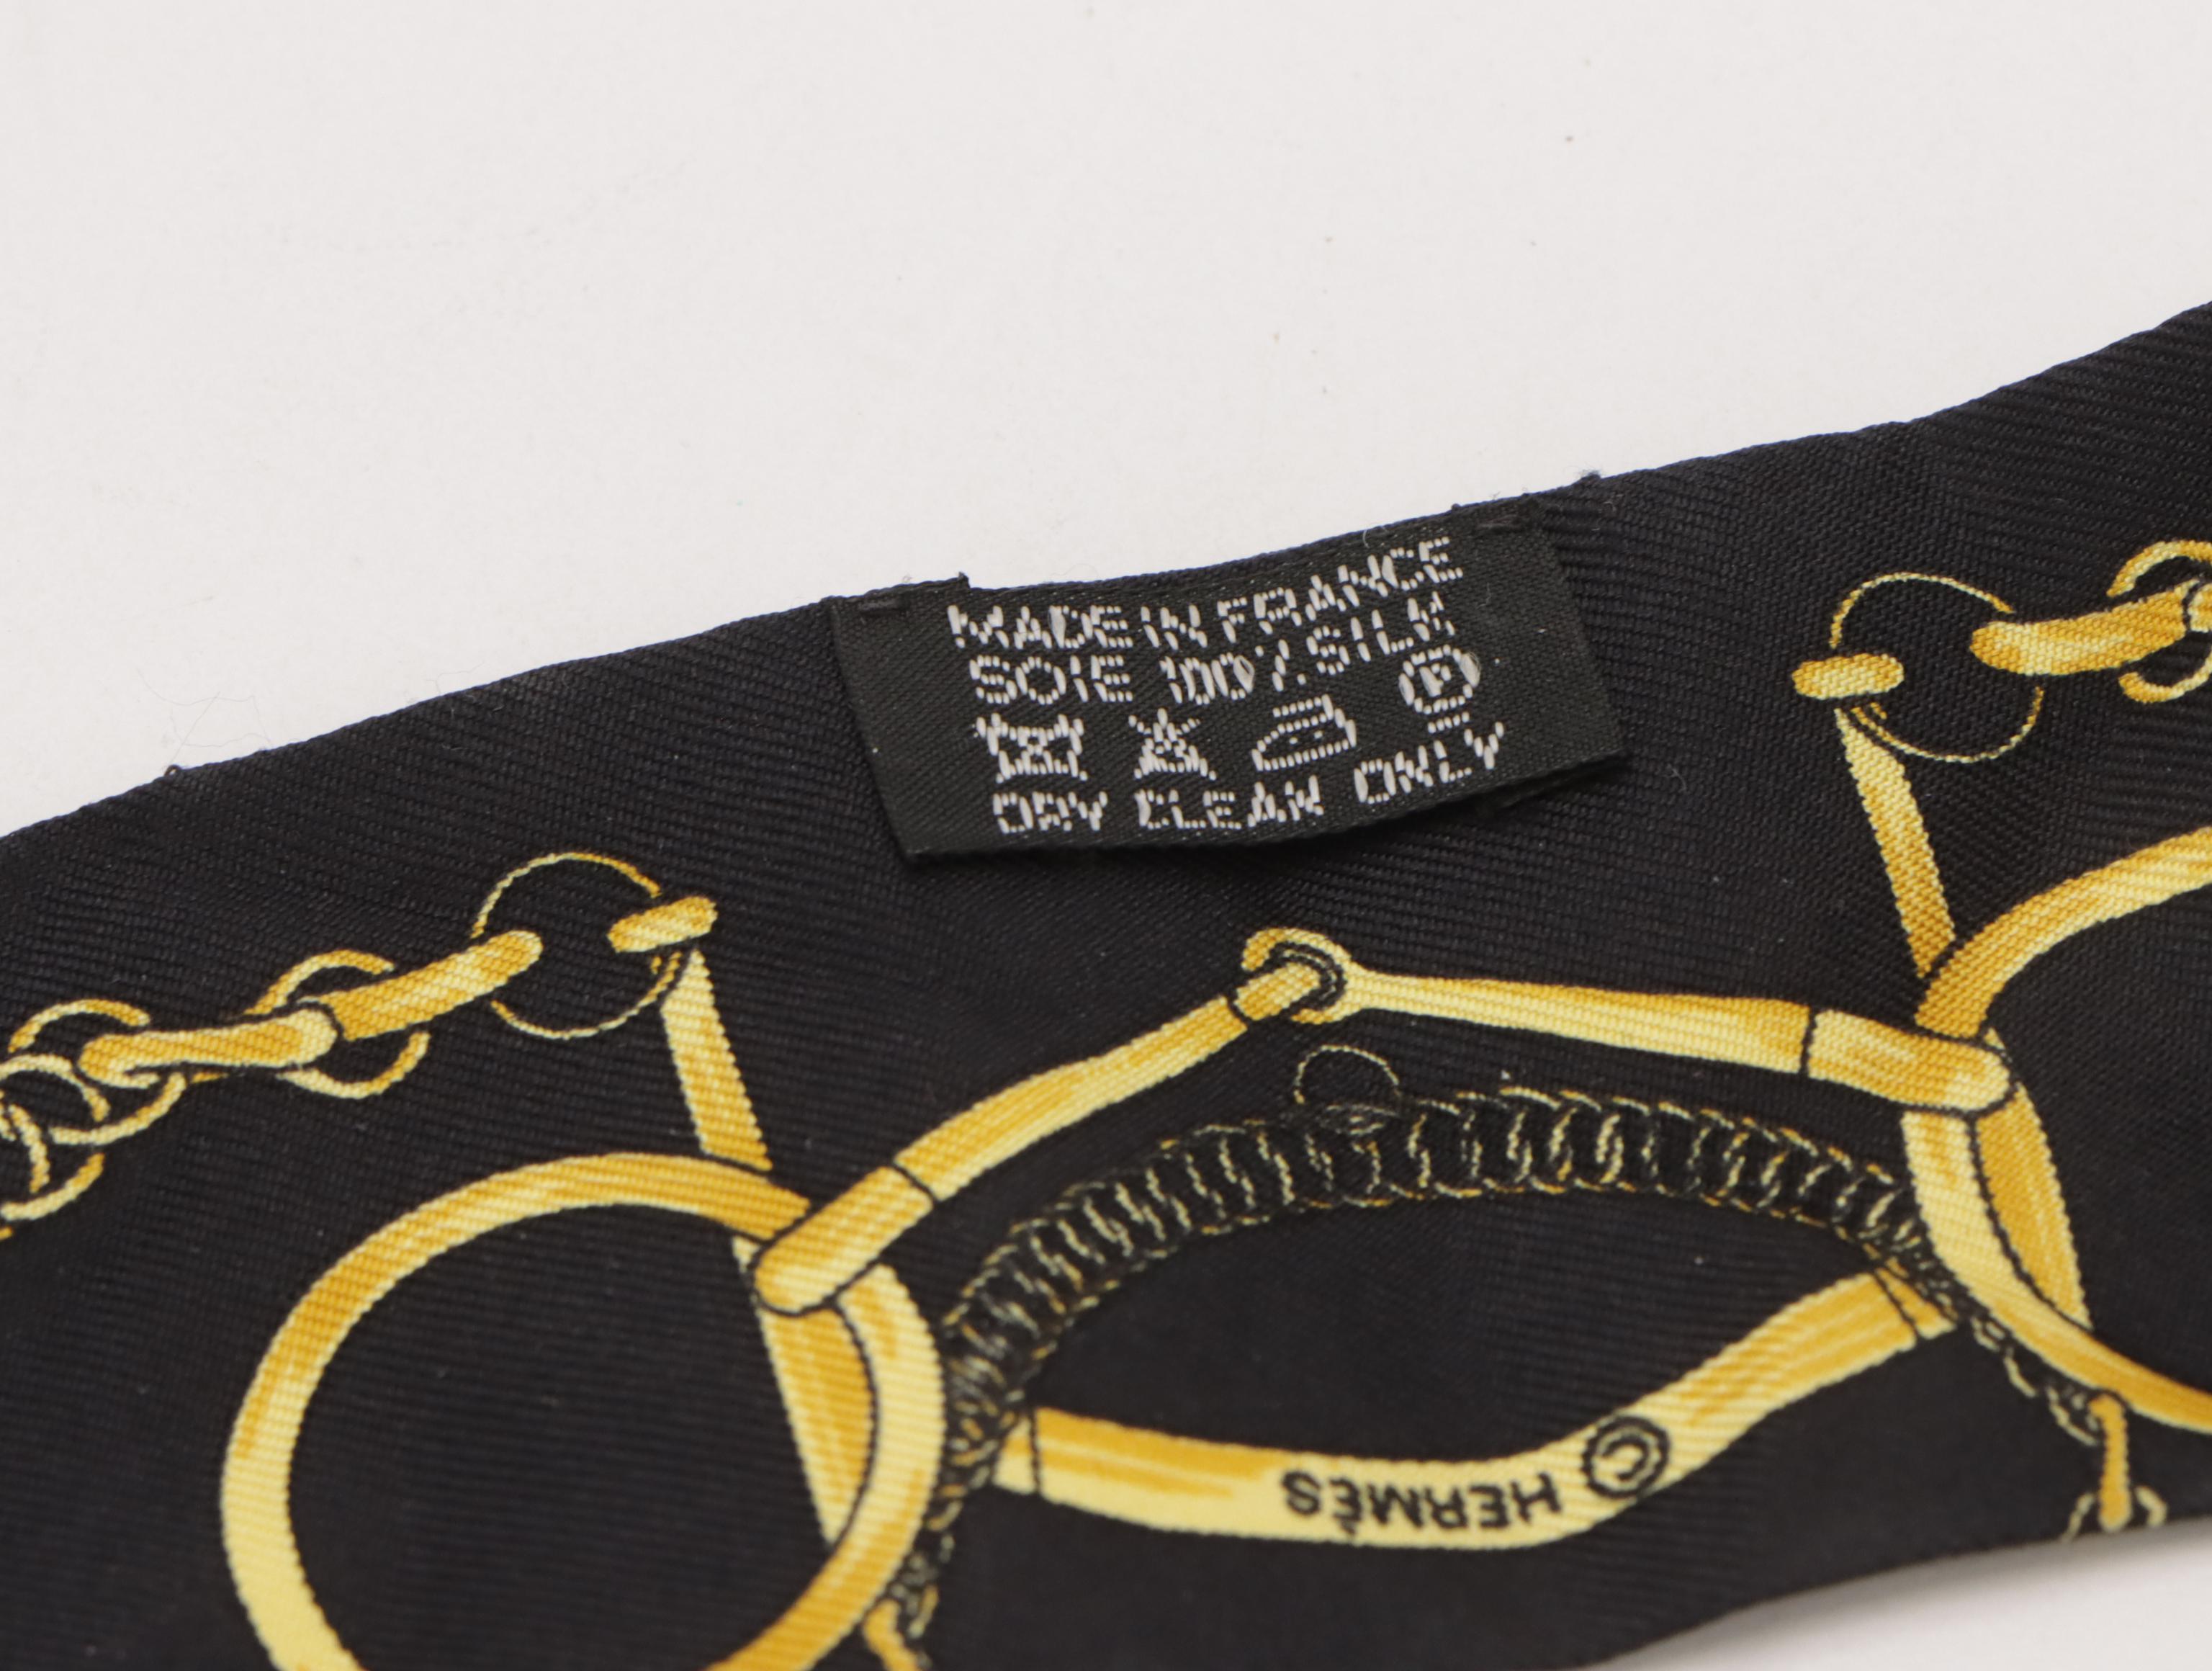 MADE IN FRANCE
SOIE 100% SILK
P
DRY CLEAN ONLY
© HERMÈS